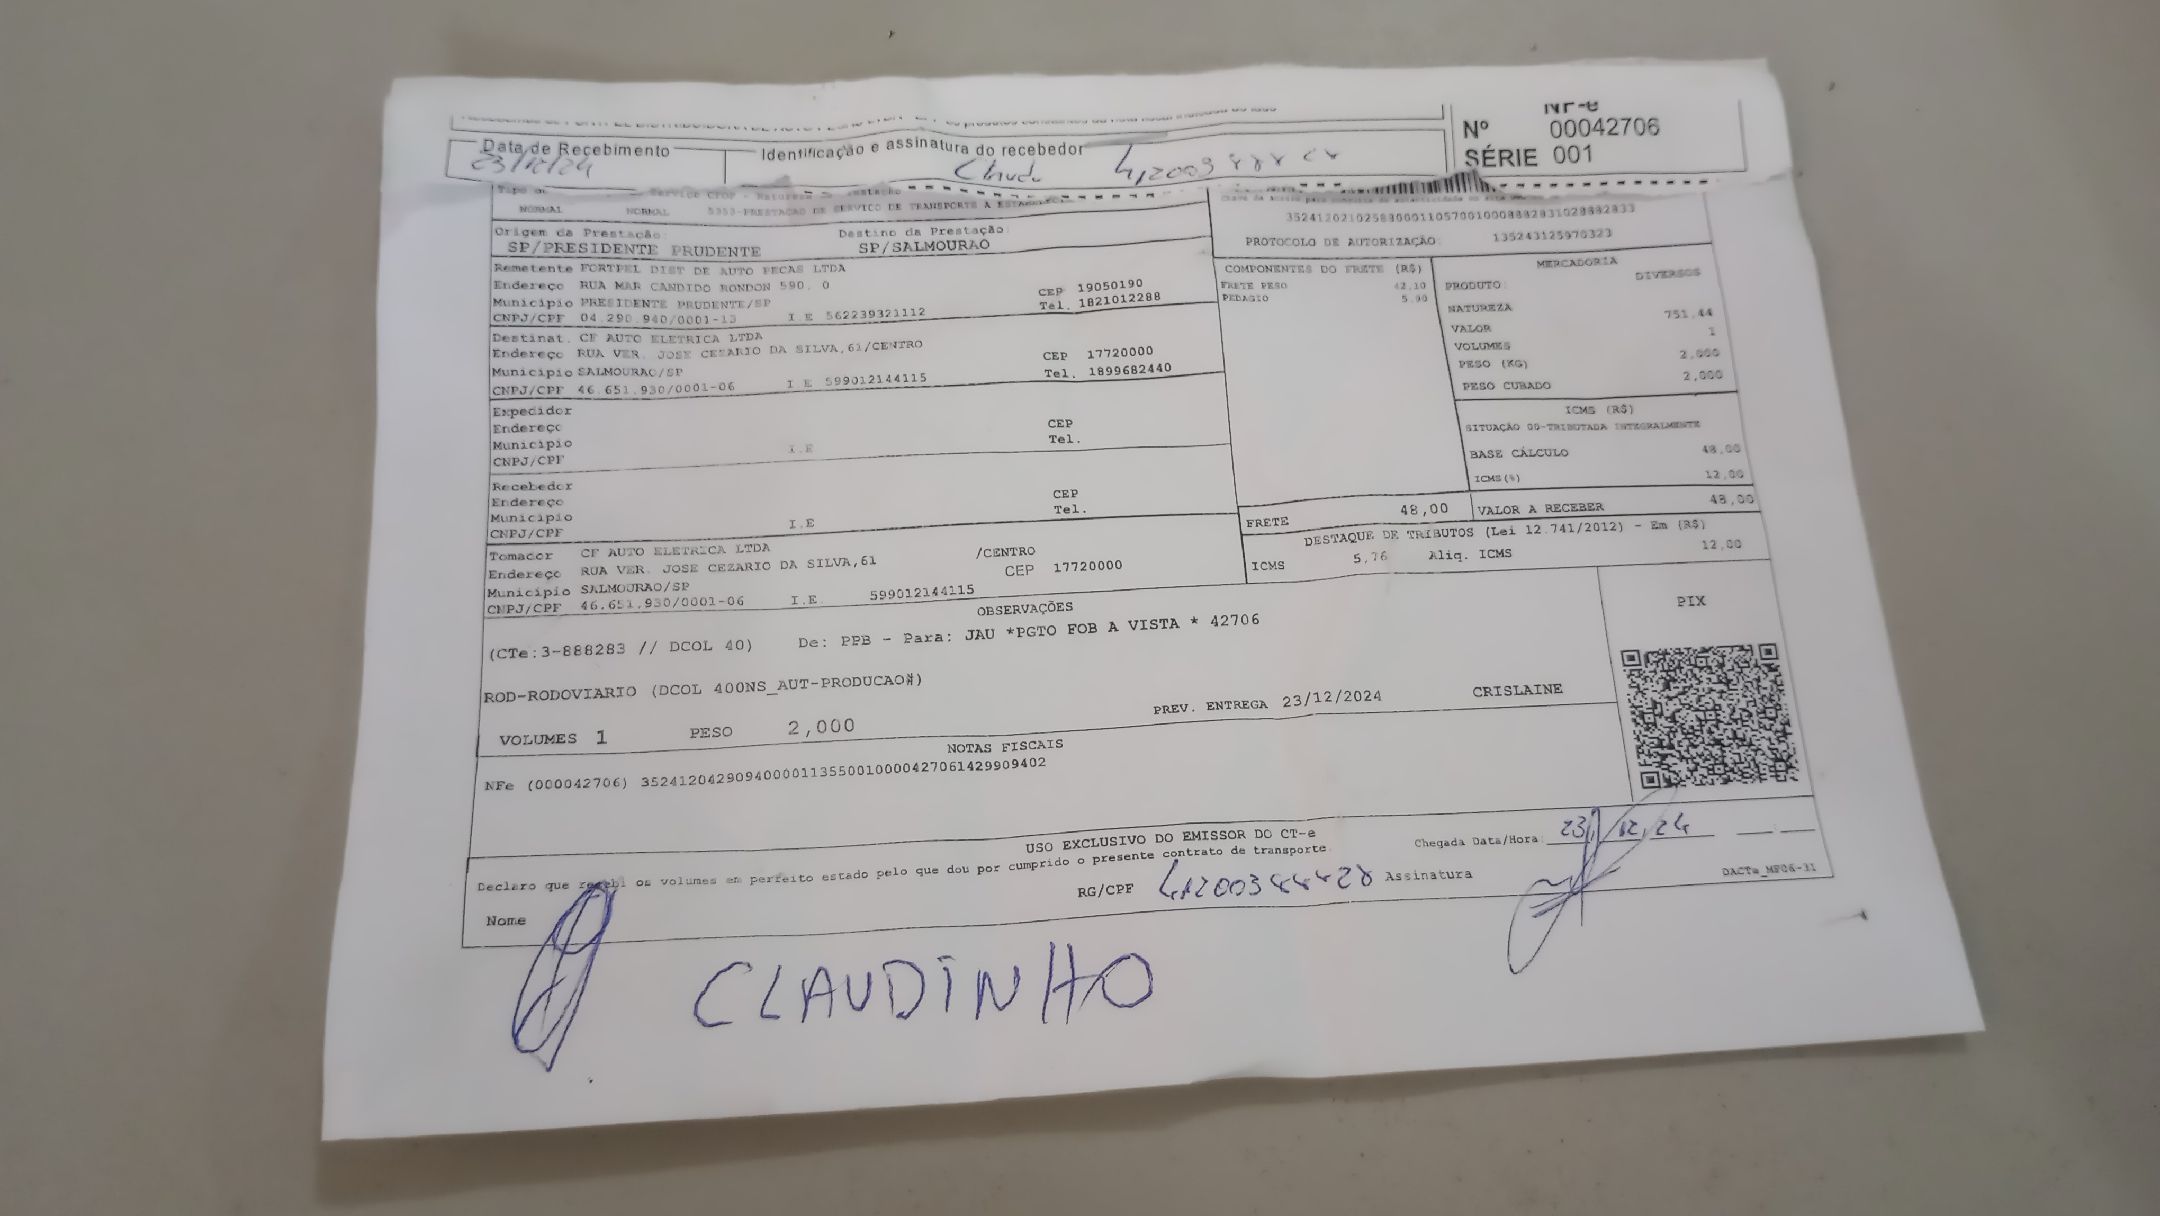 NF-e
Nº 00042706
SÉRIE 001
Data de Recebimento
Identificação e assinatura do recebedor
23/12/24
NORMAL NORMAL 5353-PRESTACAO DE SERVICO DE TRANSPORTE A
Origem da Prestação: Destino da Prestação:
SP/PRESIDENTE PRUDENTE SP/SALMOURAO
PROTOCOLO DE AUTORIZAÇÃO: 135243125970323
Remetente FORTPEL DIST DE AUTO PECAS LTDA
Endereço RUA MAR CANDIDO RONDON 590, 0 CEP 19050190
Município PRESIDENTE PRUDENTE/SP Tel. 1821012288
CNPJ/CPF 04.290.940/0001-13 I.E 562239321112
Destinat. CF AUTO ELETRICA LTDA
Endereço RUA VER. JOSE CEZARIO DA SILVA,61/CENTRO CEP 17720000
Município SALMOURAO/SP Tel. 1899682440
CNPJ/CPF 46.651.930/0001-06 I.E 599012144115
Expedidor
Endereço CEP
Município Tel.
CNPJ/CPF I.E
Recebedor
Endereço CEP
Município Tel.
CNPJ/CPF I.E
Tomador CF AUTO ELETRICA LTDA
Endereço RUA VER. JOSE CEZARIO DA SILVA,61 /CENTRO
Município SALMOURAO/SP CEP 17720000
CNPJ/CPF 46.651.930/0001-06 I.E. 599012144115
COMPONENTES DO FRETE (R$)
FRETE PESO 42,10
PEDAGIO 5,90
MERCADORIA
PRODUTO: DIVERSOS
NATUREZA
VALOR 751,44
VOLUMES 1
PESO (KG) 2,000
PESO CUBADO 2,000
ICMS (R$)
SITUAÇÃO 00-TRIBUTADA INTEGRALMENTE
BASE CÁLCULO 48,00
ICMS(%) 12,00
FRETE 48,00 VALOR A RECEBER 48,00
DESTAQUE DE TRIBUTOS (Lei 12.741/2012) - Em (R$)
ICMS 5,76 Aliq. ICMS 12,00
OBSERVAÇÕES
(CTe:3-888283 // DCOL 40) De: PPB - Para: JAU *PGTO FOB A VISTA * 42706
ROD-RODOVIARIO (DCOL 400NS_AUT-PRODUCAO#)
PREV. ENTREGA 23/12/2024 CRISLAINE
VOLUMES 1 PESO 2,000
PIX
NOTAS FISCAIS
NFe (000042706) 35241204290940000113550010000427061429909402
USO EXCLUSIVO DO EMISSOR DO CT-e
Declaro que recebi os volumes em perfeito estado pelo que dou por cumprido o presente contrato de transporte.
Chegada Data/Hora: 23/12/24
Nome RG/CPF Assinatura
DACTe_MF06-31
CLAUDINHO